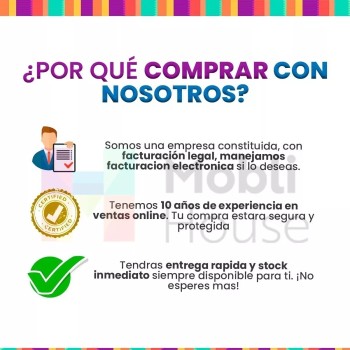 ¿POR QUÉ COMPRAR CON
NOSOTROS?
Somos una empresa constituida, con
facturación legal, manejamos
facturacion electronica si lo deseas.
Mobli
House
CERTIFIED
CERTIFIED
Tenemos 10 años de experiencia en
ventas online. Tu compra estara segura y
protegida
Tendras entrega rapida y stock
inmediato siempre disponible para ti. ¡No
esperes mas!